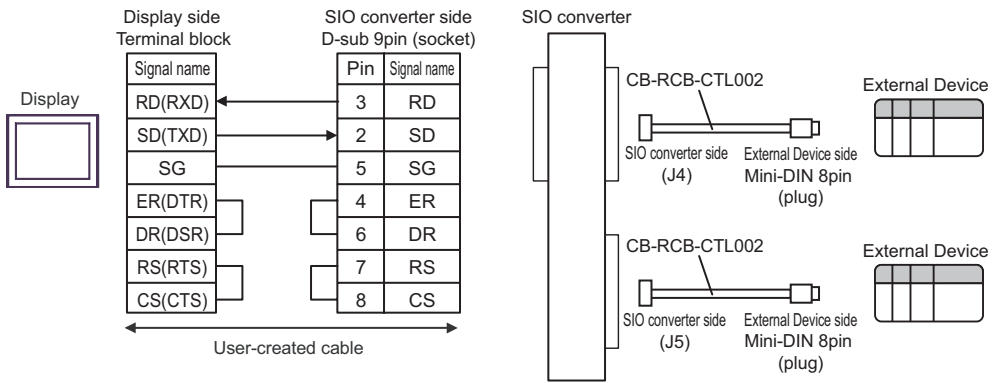 Display side
Terminal block
SIO converter side
D-sub 9pin (socket)
SIO converter
Display
Signal name
Pin Signal name
RD(RXD) 3 RD
SD(TXD) 2 SD
SG 5 SG
ER(DTR) 4 ER
DR(DSR) 6 DR
RS(RTS) 7 RS
CS(CTS) 8 CS
User-created cable
CB-RCB-CTL002
External Device
SIO converter side
(J4)
External Device side
Mini-DIN 8pin
(plug)
CB-RCB-CTL002
External Device
SIO converter side
(J5)
External Device side
Mini-DIN 8pin
(plug)